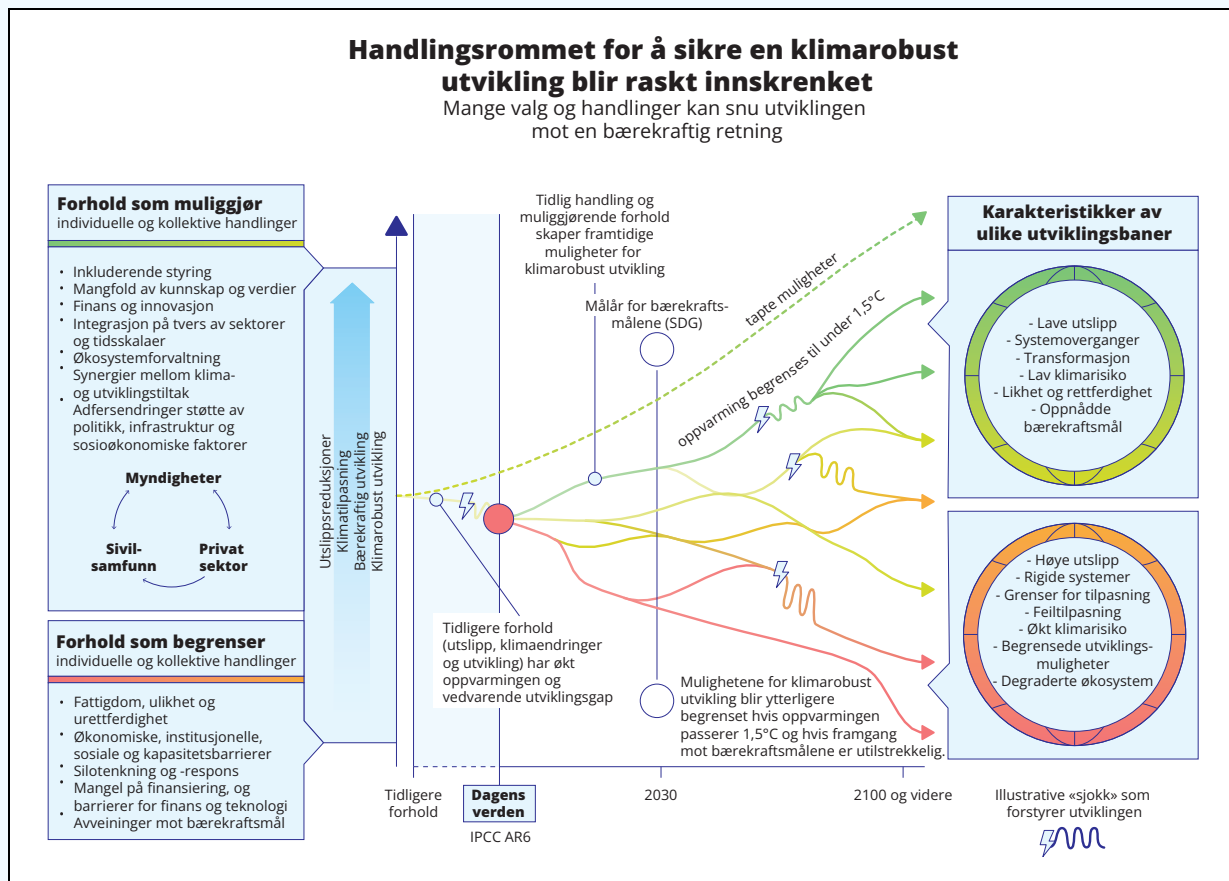 Handlingsrommet for å sikre en klimarobust
utvikling blir raskt innskrenket
Mange valg og handlinger kan snu utviklingen
mot en bærekraftig retning
Forhold som muliggjør
individuelle og kollektive handlinger
• Inkluderende styring
• Mangfold av kunnskap og verdier
• Finans og innovasjon
• Integrasjon på tvers av sektorer
og tidsskalaer
• Økosystemforvaltning
• Synergier mellom klima-
og utviklingstiltak
• Adfersendringer støtte av
politikk, infrastruktur og
sosioøkonomiske faktorer
Myndigheter
Sivil-
samfunn
Privat
sektor
Forhold som begrenser
individuelle og kollektive handlinger
• Fattigdom, ulikhet og
urettferdighet
• Økonomiske, institusjonelle,
sosiale og kapasitetsbarrierer
• Silotenkning og -respons
• Mangel på finansiering, og
barrierer for finans og teknologi
• Avveininger mot bærekraftsmål
Utslippsreduksjoner
Klimatilpasning
Bærekraftig utvikling
Klimarobust utvikling
Tidlig handling og
muliggjørende forhold
skaper framtidige
muligheter for
klimarobust utvikling
Målår for bærekrafts-
målene (SDG)
tapte muligheter
oppvarming begrenses til under 1,5°C
Tidligere forhold
(utslipp, klimaendringer
og utvikling) har økt
oppvarmingen og
vedvarende utviklingsgap
Mulighetene for klimarobust
utvikling blir ytterligere
begrenset hvis oppvarmingen
passerer 1,5°C og hvis framgang
mot bærekraftsmålene er utilstrekkelig.
Tidligere
forhold
Dagens
verden
IPCC AR6
2030
2100 og videre
Karakteristikker av
ulike utviklingsbaner
- Lave utslipp
- Systemoverganger
- Transformasjon
- Lav klimarisiko
- Likhet og rettferdighet
- Oppnådde
bærekraftsmål
- Høye utslipp
- Rigide systemer
- Grenser for tilpasning
- Feiltilpasning
- Økt klimarisiko
- Begrensede utviklings-
muligheter
- Degraderte økosystem
Illustrative «sjokk» som
forstyrer utviklingen